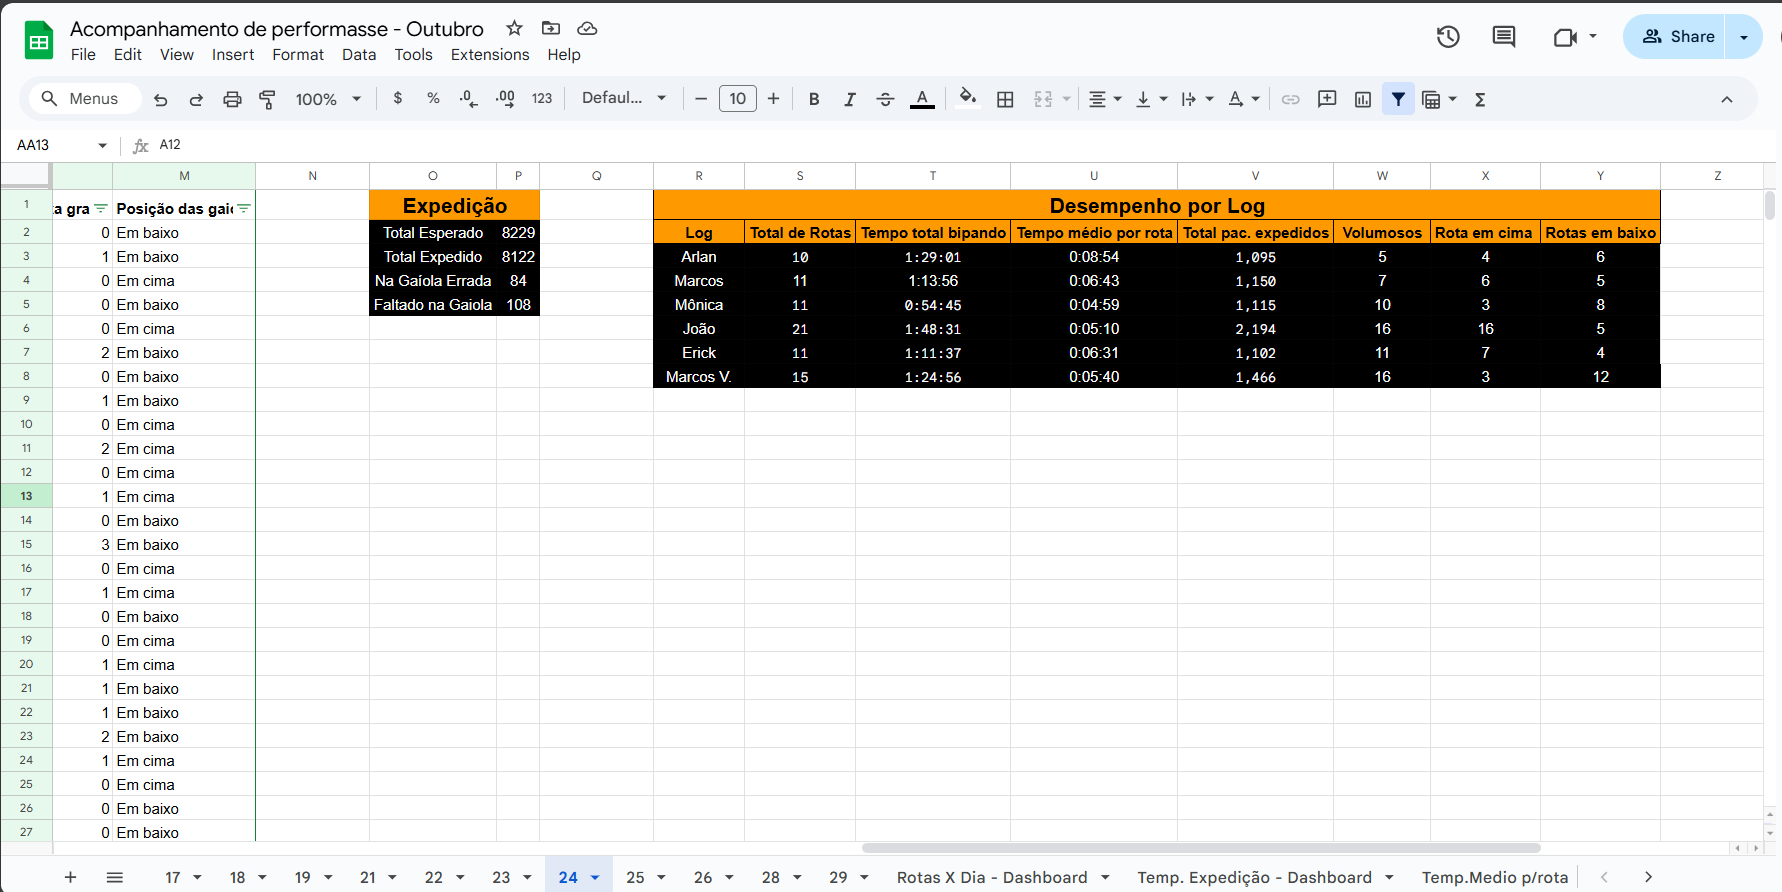 Acompanhamento de performasse - Outubro
File Edit View Insert Format Data Tools Extensions Help
Share
Menus 100% $ % .0 .00 123 Defaul... 10 B I A A Σ
AA13 fx A12
M N O P Q R S T U V W X Y Z
1 ta gra Posição das gaio Expedição Desempenho por Log
2 0 Em baixo Total Esperado 8229 Log Total de Rotas Tempo total bipando Tempo médio por rota Total pac. expedidos Volumosos Rota em cima Rotas em baixo
3 1 Em baixo Total Expedido 8122 Arlan 10 1:29:01 0:08:54 1,095 5 4 6
4 0 Em cima Na Gaíola Errada 84 Marcos 11 1:13:56 0:06:43 1,150 7 6 5
5 0 Em baixo Faltado na Gaiola 108 Mônica 11 0:54:45 0:04:59 1,115 10 3 8
6 0 Em cima João 21 1:48:31 0:05:10 2,194 16 16 5
7 2 Em baixo Erick 11 1:11:37 0:06:31 1,102 11 7 4
8 0 Em baixo Marcos V. 15 1:24:56 0:05:40 1,466 16 3 12
9 1 Em baixo
10 0 Em cima
11 2 Em cima
12 0 Em cima
13 1 Em cima
14 0 Em baixo
15 3 Em baixo
16 0 Em cima
17 1 Em cima
18 0 Em baixo
19 0 Em cima
20 1 Em cima
21 1 Em baixo
22 1 Em baixo
23 2 Em baixo
24 1 Em cima
25 0 Em cima
26 0 Em baixo
27 0 Em baixo
17 18 19 21 22 23 24 25 26 28 29 Rotas X Dia - Dashboard Temp. Expedição - Dashboard Temp.Medio p/rota